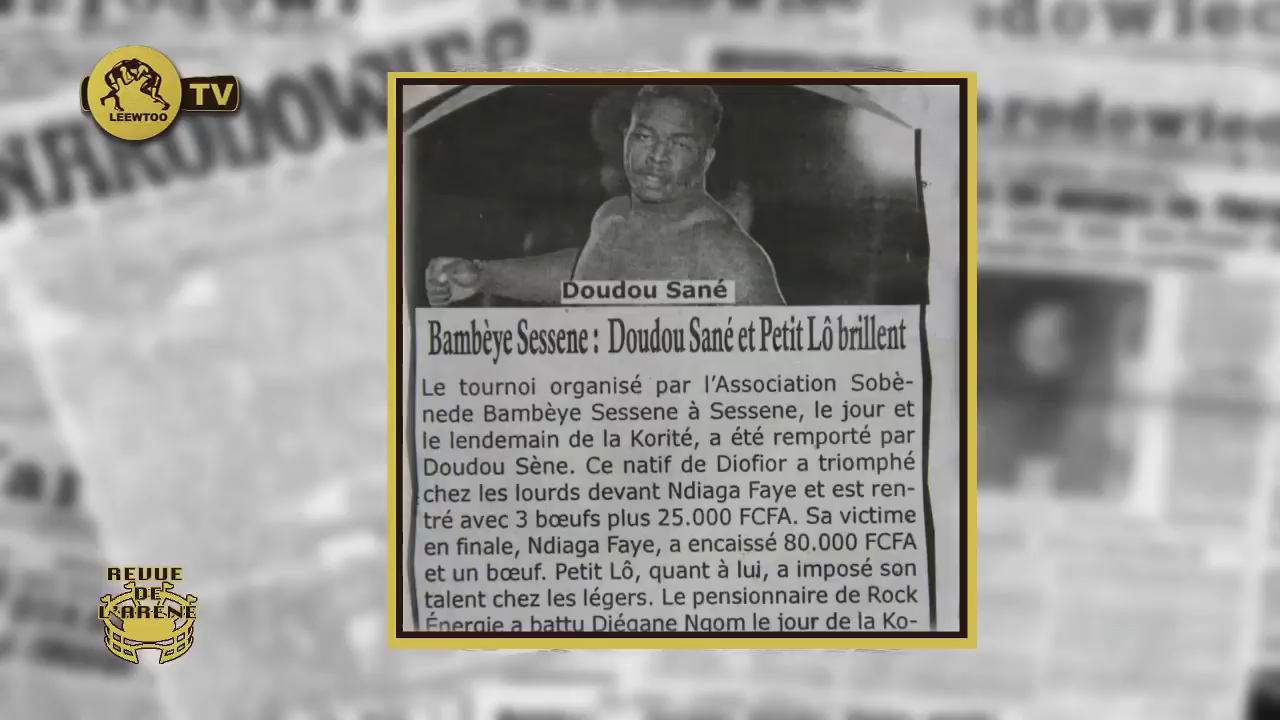 NARODOWIEC
rodowiec
LEEWTOO
TV
Doudou Sané
Bambèye Sessene : Doudou Sané et Petit Lô brillent
Le tournoi organisé par l'Association Sobè-
nede Bambèye Sessene à Sessene, le jour et
le lendemain de la Korité, a été remporté par
Doudou Sène. Ce natif de Diofior a triomphé
chez les lourds devant Ndiaga Faye et est ren-
tré avec 3 bœufs plus 25.000 FCFA. Sa victime
en finale, Ndiaga Faye, a encaissé 80.000 FCFA
et un bœuf. Petit Lô, quant à lui, a imposé son
talent chez les légers. Le pensionnaire de Rock
Énergie a battu Diégane Ngom le jour de la Ko-
REVUE
DE
L'ARÈNE